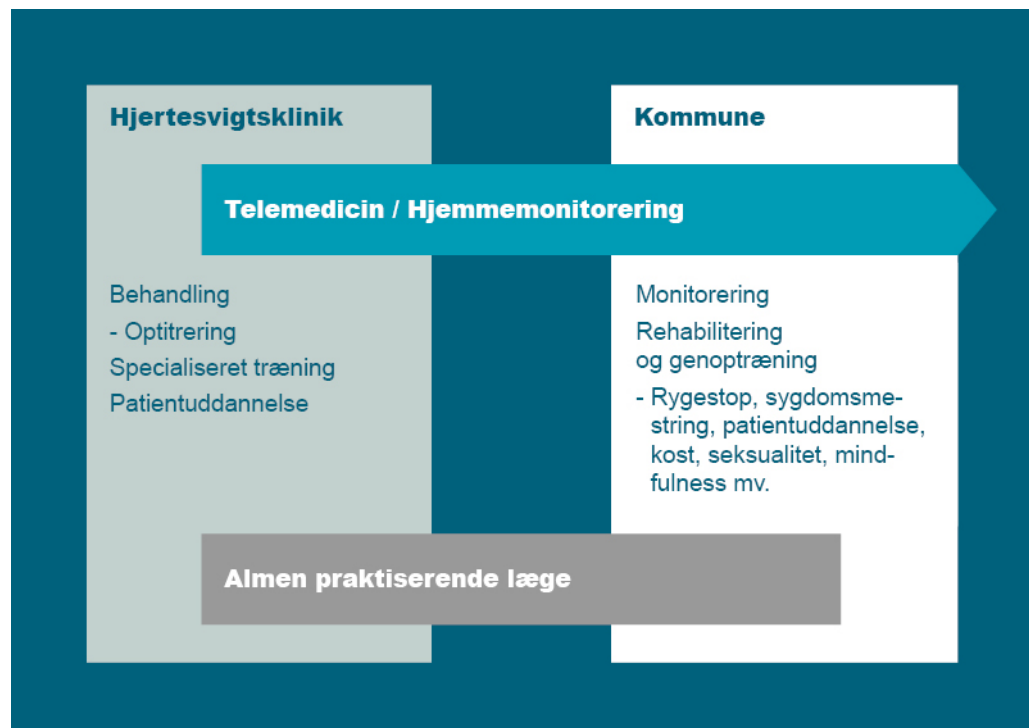 Hjertesvigtsklinik
Kommune
Telemedicin / Hjemmemonitorering
Behandling
- Optitrering
Specialiseret træning
Patientuddannelse
Monitorering
Rehabilitering
og genoptræning
- Rygestop, sygdomsme-
string, patientuddannelse,
kost, seksualitet, mind-
fulness mv.
Almen praktiserende læge